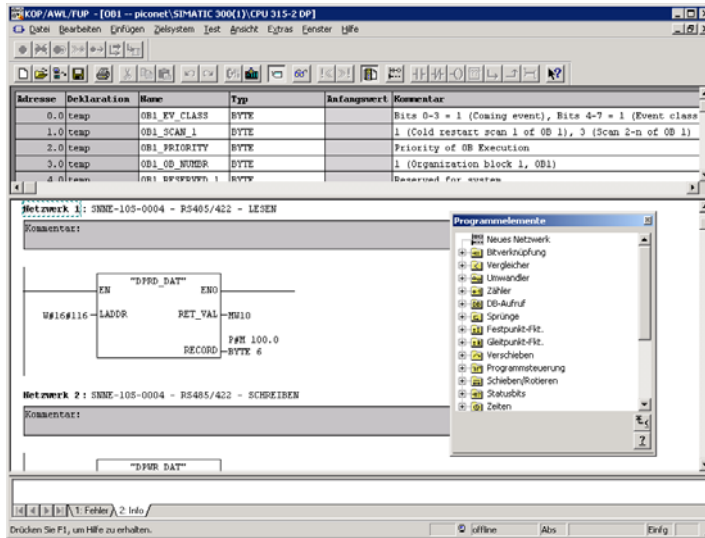 KOP/AWL/FUP - [OB1 -- piconet\SIMATIC 300(1)\CPU 315-2 DP]
Datei Bearbeiten Einfügen Zielsystem Test Ansicht Extras Fenster Hilfe
Adresse Deklaration Name Typ Anfangswert Kommentar
0.0 temp OB1_EV_CLASS BYTE Bits 0-3 = 1 (Coming event), Bits 4-7 = 1 (Event class
1.0 temp OB1_SCAN_1 BYTE 1 (Cold restart scan 1 of OB 1), 3 (Scan 2-n of OB 1)
2.0 temp OB1_PRIORITY BYTE Priority of OB Execution
3.0 temp OB1_OB_NUMBR BYTE 1 (Organization block 1, OB1)
4.0 temp OB1_RESERVED_1 BYTE Reserved for system
Netzwerk 1: SNNE-10S-0004 - RS485/422 - LESEN
Kommentar:
"DPRD_DAT"
EN ENO
W#16#116 LADDR RET_VAL MW10
P#M 100.0
RECORD BYTE 6
Netzwerk 2: SNNE-10S-0004 - RS485/422 - SCHREIBEN
Kommentar:
"DPWR_DAT"
Programmelemente
Neues Netzwerk
Bitverknüpfung
Vergleicher
Umwandler
Zähler
DB-Aufruf
Sprünge
Festpunkt-Fkt.
Gleitpunkt-Fkt.
Verschieben
Programmsteuerung
Schieben/Rotieren
Statusbits
Zeiten
1: Fehler 2: Info
Drücken Sie F1, um Hilfe zu erhalten. offline Abs Einfg